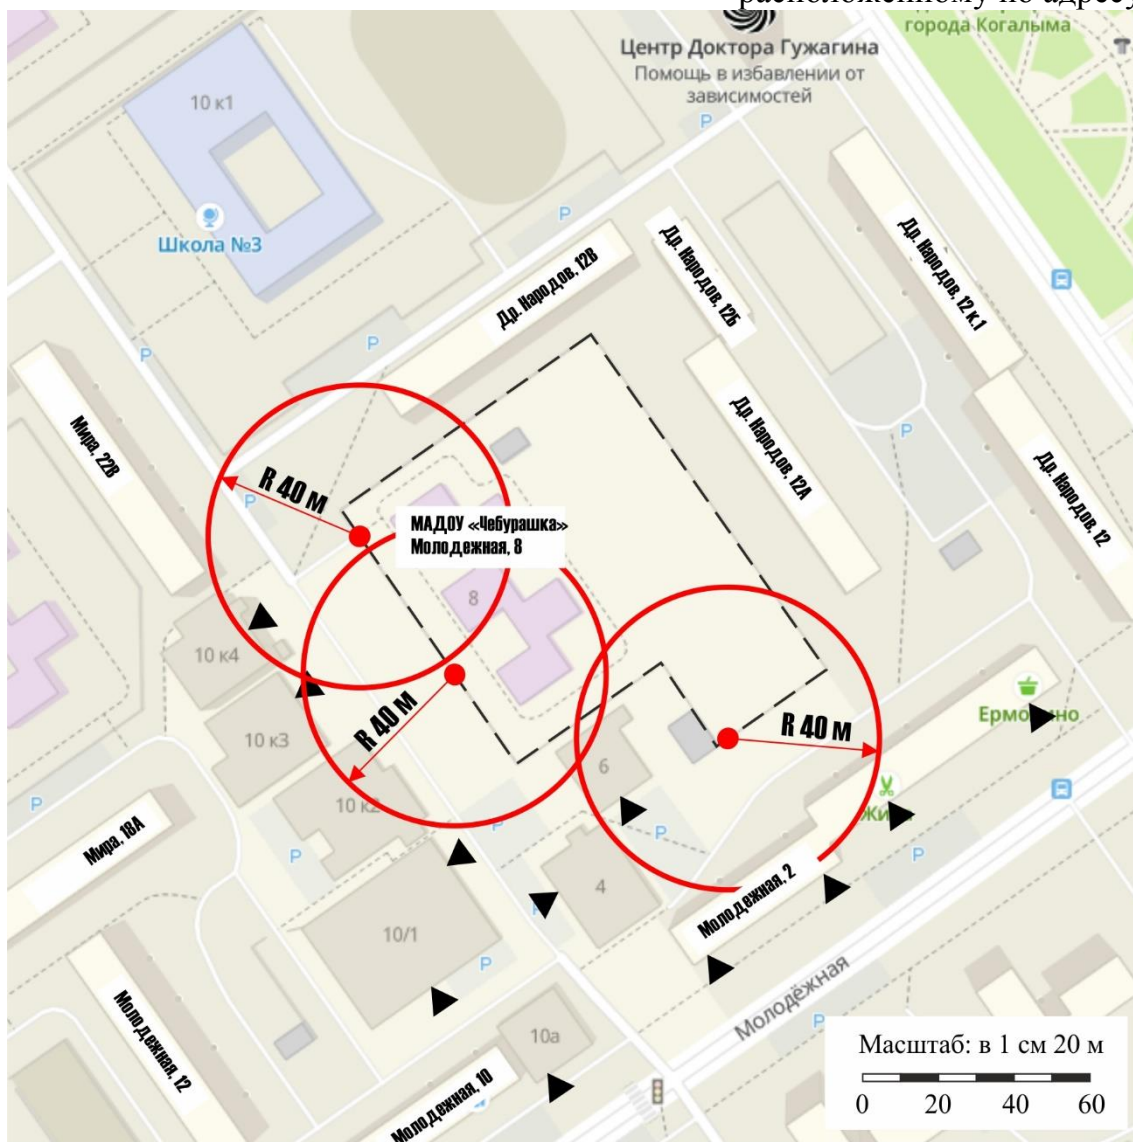 расположенному по адресу
города Когалыма
Центр Доктора Гужагина
Помощь в избавлении от
зависимостей
P
10 к1
P
Школа №3
Др. Народов, 12В
Др. Народов, 12Б
Др. Народов, 12 к.1
P
P
Мира, 22В
Др. Народов, 12А
P
Др. Народов, 12
R 40 м
P
МАДОУ «Чебурашка»
Молодежная, 8
8
10 к4
R 40 м
R 40 м
Ермолино
10 к3
6
10 к2
P
Мира, 18А
P
P
P
P
4
Молодежная, 2
10/1
P
P
Молодёжная
Молодежная, 12
10а
P
Молодежная, 10
Масштаб: в 1 см 20 м
0 20 40 60